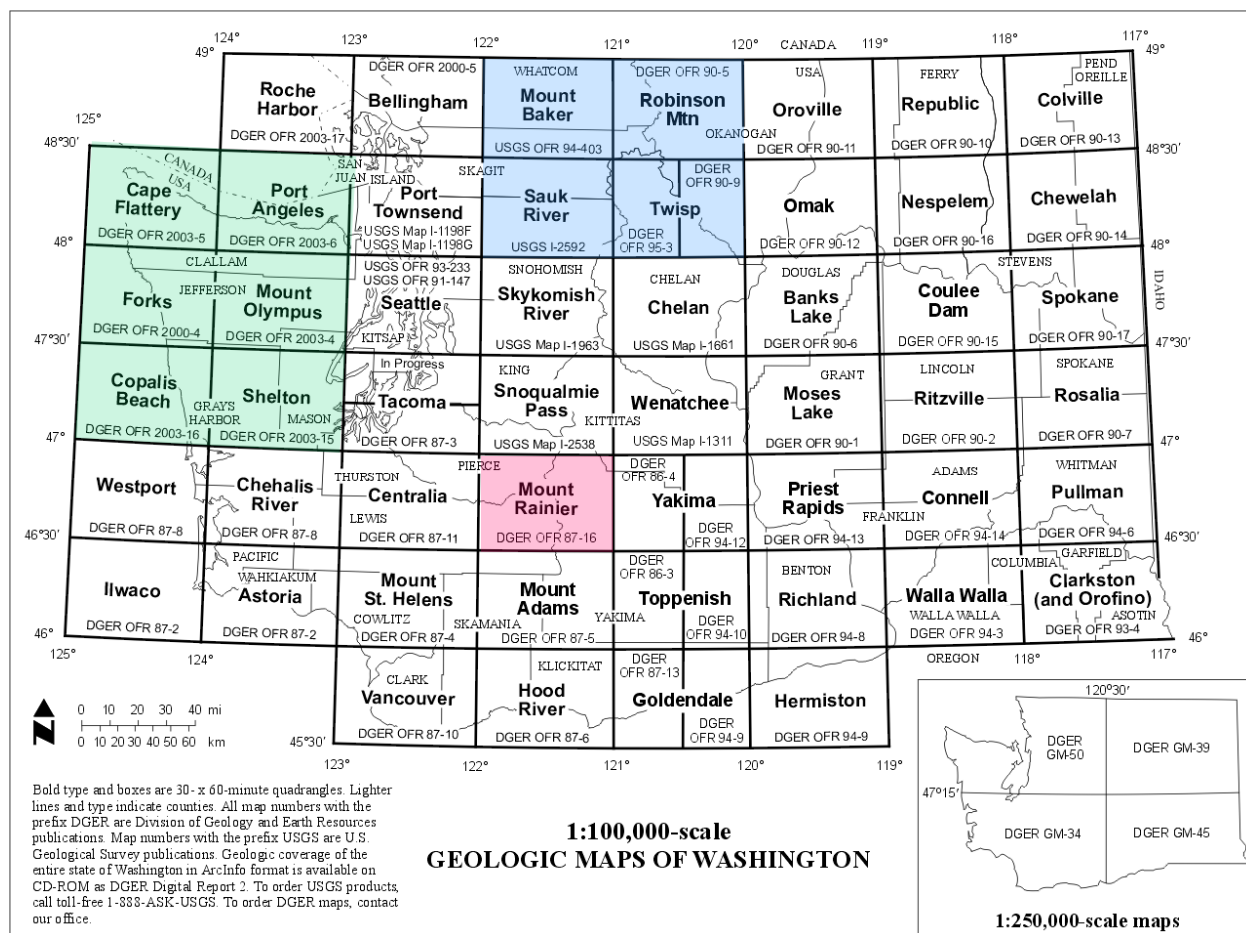 124°
123°
122°
121°
120°
CANADA
119°
118°
117°
49°
49°
DGER OFR 2000-5
WHATCOM
DGER OFR 90-5
USA
FERRY
PEND
OREILLE
Roche
Harbor
Bellingham
Mount
Baker
Robinson
Mtn
Oroville
Republic
Colville
125°
OKANOGAN
DGER OFR 2003-17
USGS OFR 94-403
DGER OFR 90-11
DGER OFR 90-10
DGER OFR 90-13
48°30’
48°30’
CANADA
USA
SAN
JUAN
ISLAND
SKAGIT
DGER
OFR 90-9
Cape
Flattery
Port
Angeles
Port
Townsend
Sauk
River
Twisp
Omak
Nespelem
Chewelah
USGS Map I-1198F
USGS Map I-1198G
DGER OFR 2003-5
DGER OFR 2003-6
USGS I-2592
DGER
OFR 95-3
DGER OFR 90-12
DGER OFR 90-16
DGER OFR 90-14
48°
48°
CLALLAM
USGS OFR 93-233
USGS OFR 91-147
SNOHOMISH
CHELAN
DOUGLAS
STEVENS
IDAHO
JEFFERSON
Forks
Mount
Olympus
Seattle
Skykomish
River
Chelan
Banks
Lake
Coulee
Dam
Spokane
DGER OFR 2000-4
DGER OFR 2003-4
KITSAP
USGS Map I-1963
USGS Map I-1661
DGER OFR 90-6
DGER OFR 90-15
DGER OFR 90-17
47°30’
47°30’
In Progress
KING
GRANT
LINCOLN
SPOKANE
Copalis
Beach
Shelton
Tacoma
Snoqualmie
Pass
Wenatchee
Moses
Lake
Ritzville
Rosalia
GRAYS
HARBOR
MASON
KITTITAS
DGER OFR 2003-16
DGER OFR 2003-15
DGER OFR 87-3
USGS Map I-2538
USGS Map I-1311
DGER OFR 90-1
DGER OFR 90-2
DGER OFR 90-7
47°
47°
THURSTON
PIERCE
DGER
OFR 86-4
ADAMS
WHITMAN
Westport
Chehalis
River
Centralia
Mount
Rainier
Yakima
Priest
Rapids
Connell
Pullman
LEWIS
FRANKLIN
DGER OFR 87-8
DGER OFR 87-8
DGER OFR 87-11
DGER OFR 87-16
DGER
OFR 94-12
DGER OFR 94-13
DGER OFR 94-14
DGER OFR 94-6
46°30’
46°30’
PACIFIC
WAHKIAKUM
DGER
OFR 86-3
BENTON
COLUMBIA
GARFIELD
Ilwaco
Astoria
Mount
St. Helens
Mount
Adams
Toppenish
Richland
Walla Walla
Clarkston
(and Orofino)
COWLITZ
SKAMANIA
YAKIMA
WALLA WALLA
ASOTIN
DGER OFR 87-2
DGER OFR 87-2
DGER OFR 87-4
DGER OFR 87-5
DGER
OFR 94-10
DGER OFR 94-8
DGER OFR 94-3
DGER OFR 93-4
46°
46°
125°
124°
OREGON
118°
117°
CLARK
KLICKITAT
DGER
OFR 87-13
Vancouver
Hood
River
Goldendale
Hermiston
DGER OFR 87-10
DGER OFR 87-6
DGER
OFR 94-9
DGER OFR 94-9
45°30’
123°
122°
121°
120°
119°
N
0 20 40 mi
0 10 20 30 40 50 60 km
Bold type and boxes are 30- x 60-minute quadrangles. Lighter
lines and type indicate counties. All map numbers with the
prefix DGER are Division of Geology and Earth Resources
publications. Map numbers with the prefix USGS are U.S.
Geological Survey publications. Geologic coverage of the
entire state of Washington in ArcInfo format is available on
CD-ROM as DGER Digital Report 2. To order USGS products,
call toll-free 1-888-ASK-USGS. To order DGER maps, contact
our office.
1:100,000-scale
GEOLOGIC MAPS OF WASHINGTON
120°30’
DGER
GM-50
DGER GM-39
47°15’
DGER GM-34
DGER GM-45
1:250,000-scale maps